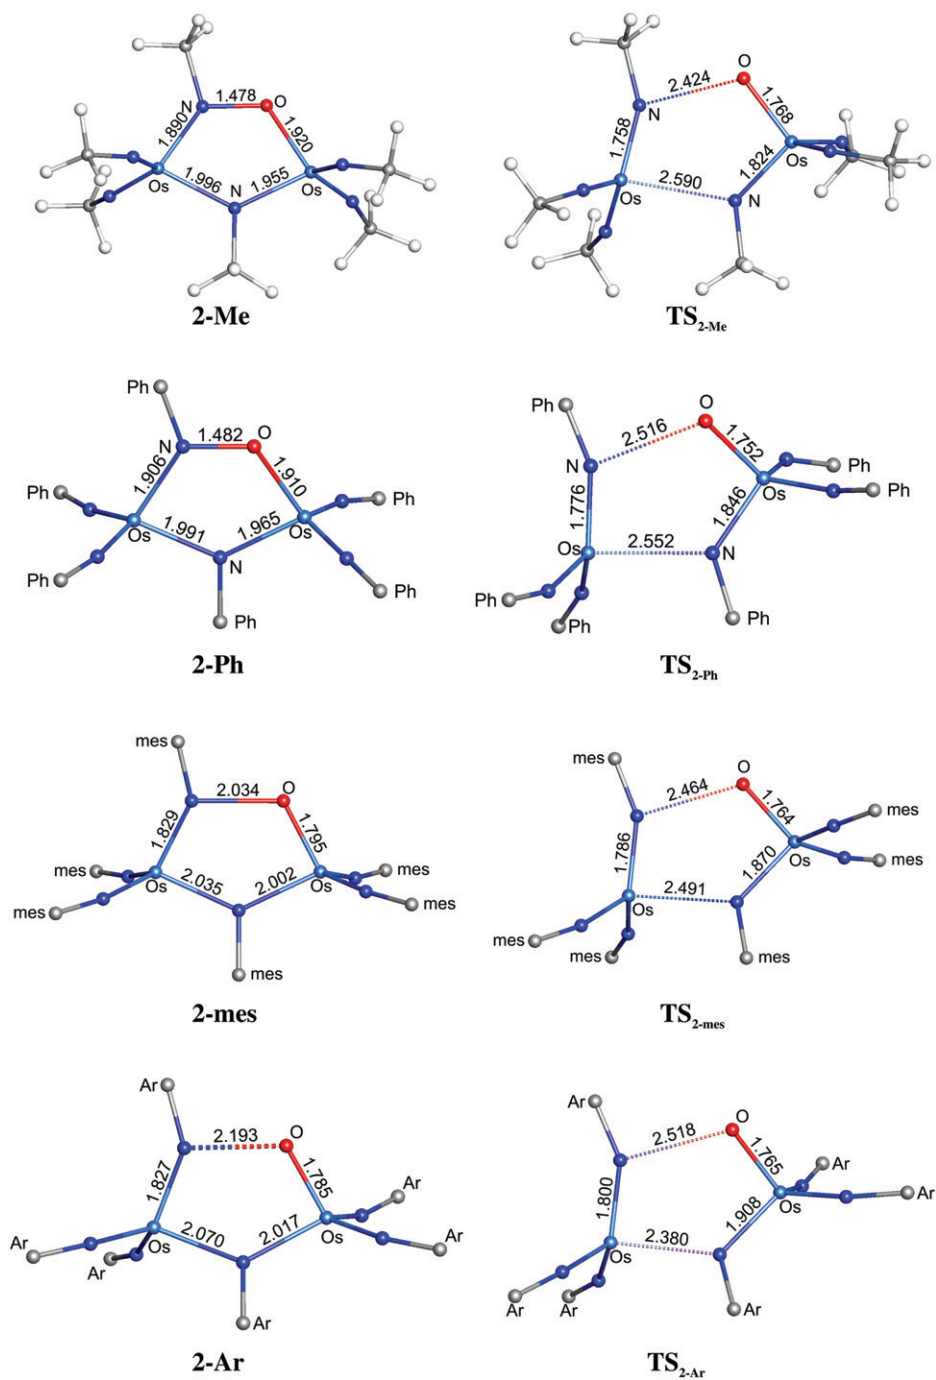 1.478
N
O
1.890
1.920
Os
1.996
N
1.955
Os
2-Me
2.424
O
N
1.768
1.758
Os
2.590
1.824
Os
N
TS2-Me
Ph
1.482
N
O
1.906
1.910
Ph
Ph
Os
1.991
1.965
Os
N
Ph
Ph
Ph
2-Ph
Ph
2.516
O
N
1.752
1.776
Os
Ph
Ph
Os
2.552
1.846
N
Ph
Ph
Ph
TS2-Ph
mes
2.034
O
1.829
1.795
mes
mes
Os
2.035
2.002
Os
mes
mes
mes
2-mes
mes
2.464
O
1.764
mes
1.786
Os
mes
Os
2.491
1.870
mes
mes
mes
TS2-mes
Ar
2.193
O
1.827
1.785
Ar
Ar
Os
2.070
2.017
Os
Ar
Ar
Ar
2-Ar
Ar
2.518
O
1.765
Ar
1.800
Os
Ar
Os
2.380
1.908
Ar
Ar
Ar
TS2-Ar